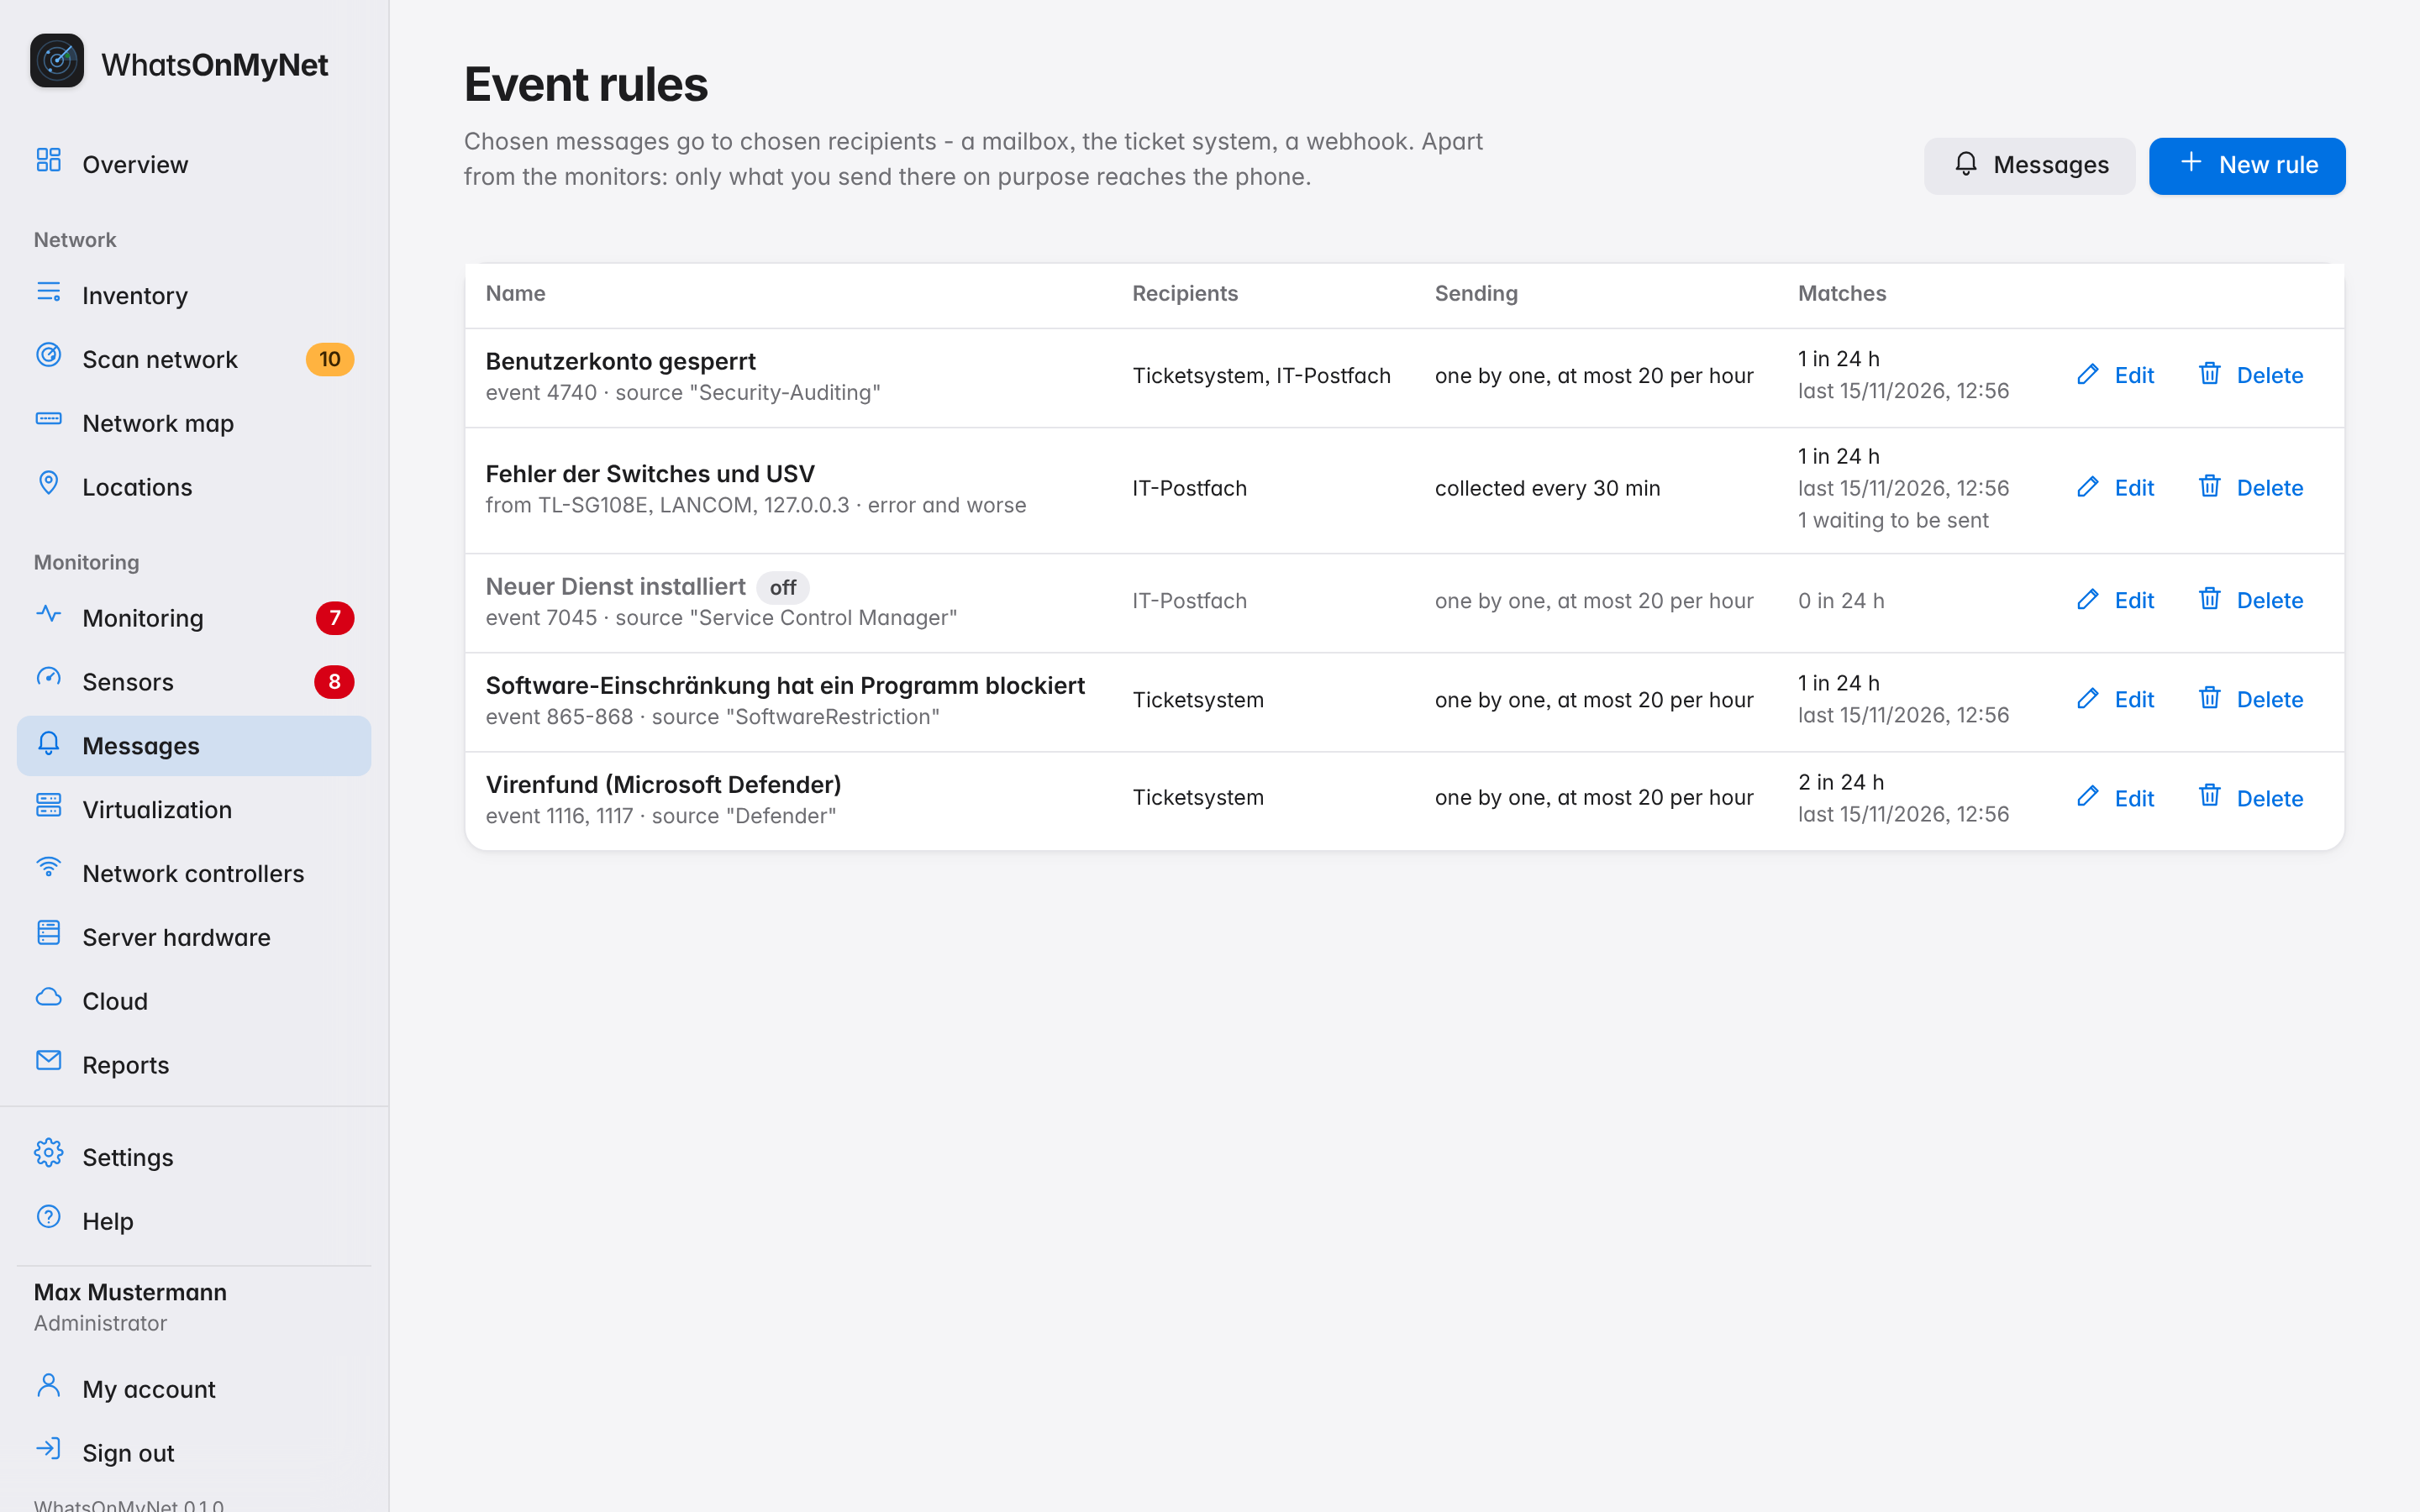 WhatsOnMyNet
Overview
Network
Inventory
Scan network 10
Network map
Locations
Monitoring
Monitoring 7
Sensors 8
Messages
Virtualization
Network controllers
Server hardware
Cloud
Reports
Settings
Help
Max Mustermann
Administrator
My account
Sign out
WhatsOnMyNet 0.1.0
Event rules
Chosen messages go to chosen recipients - a mailbox, the ticket system, a webhook. Apart
from the monitors: only what you send there on purpose reaches the phone.
Messages
New rule
Name Recipients Sending Matches
Benutzerkonto gesperrt
event 4740 · source "Security-Auditing"
Ticketsystem, IT-Postfach
one by one, at most 20 per hour
1 in 24 h
last 15/11/2026, 12:56
Edit Delete
Fehler der Switches und USV
from TL-SG108E, LANCOM, 127.0.0.3 · error and worse
IT-Postfach
collected every 30 min
1 in 24 h
last 15/11/2026, 12:56
1 waiting to be sent
Edit Delete
Neuer Dienst installiert off
event 7045 · source "Service Control Manager"
IT-Postfach
one by one, at most 20 per hour
0 in 24 h
Edit Delete
Software-Einschränkung hat ein Programm blockiert
event 865-868 · source "SoftwareRestriction"
Ticketsystem
one by one, at most 20 per hour
1 in 24 h
last 15/11/2026, 12:56
Edit Delete
Virenfund (Microsoft Defender)
event 1116, 1117 · source "Defender"
Ticketsystem
one by one, at most 20 per hour
2 in 24 h
last 15/11/2026, 12:56
Edit Delete